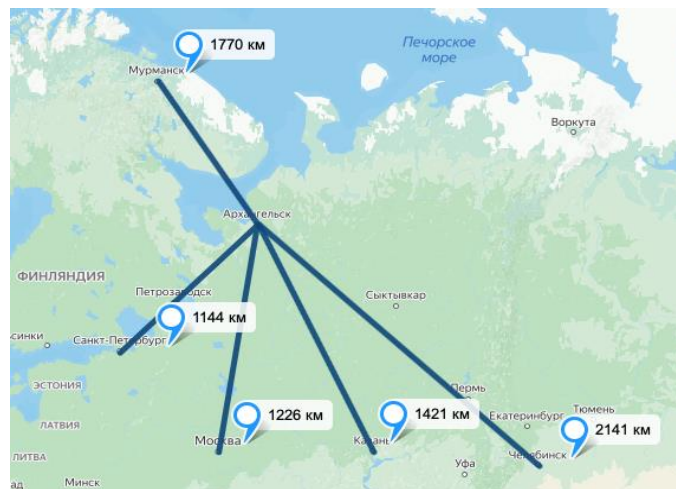 1770 км
Печорское
море
Мурманск
Воркута
Архангельск
ФИНЛЯНДИЯ
Петрозаводск
Сыктывкар
1144 км
синки
Санкт-Петербург
ЭСТОНИЯ
Пермь
1226 км
1421 км
Екатеринбург
Тюмень
2141 км
ЛАТВИЯ
Москва
Казань
Челябинск
ЛИТВА
Уфа
ад
Минск